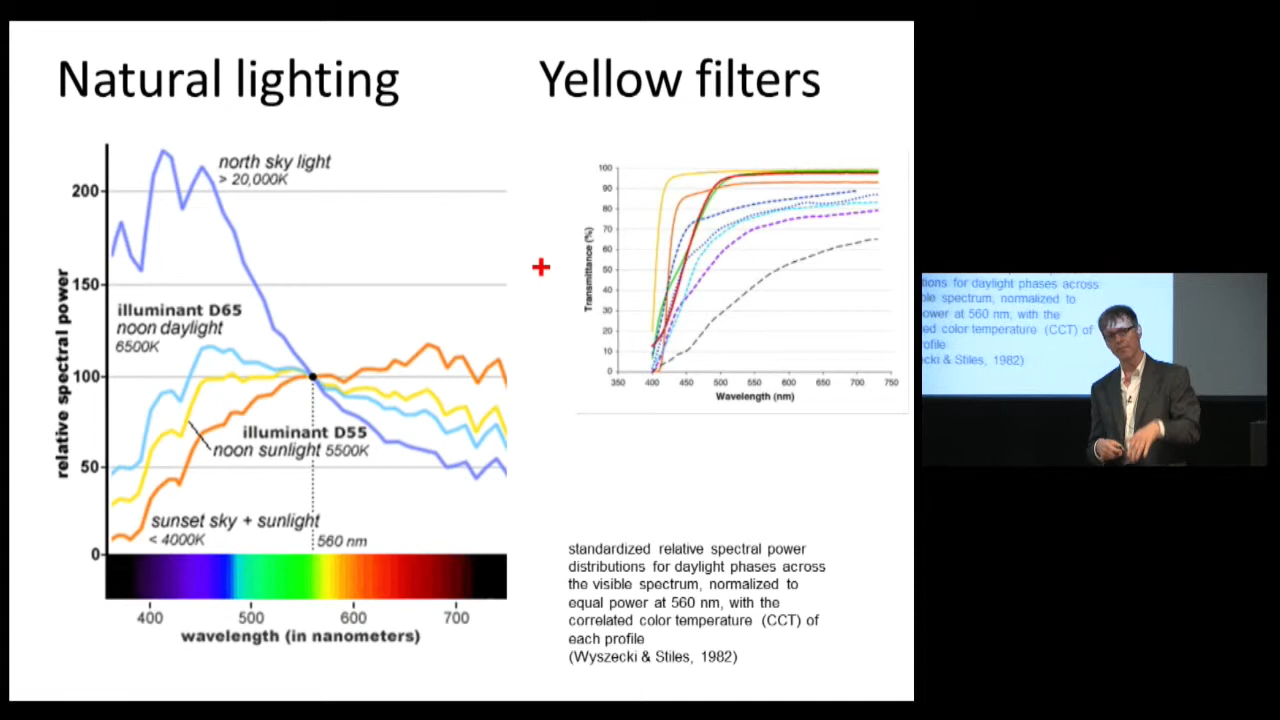 Natural lighting
Yellow filters
north sky light
> 20,000K
200
150
illuminant D65
noon daylight
6500K
100
illuminant D55
noon sunlight 5500K
50
sunset sky + sunlight
< 4000K
560 nm
0
400 500 600 700
relative spectral power
wavelength (in nanometers)
+
100
90
80
70
60
50
40
30
20
10
0
350 400 450 500 550 600 650 700 750
Transmittance (%)
Wavelength (nm)
standardized relative spectral power
distributions for daylight phases across
the visible spectrum, normalized to
equal power at 560 nm, with the
correlated color temperature (CCT) of
each profile
(Wyszecki & Stiles, 1982)
tions for daylight phases across
ble spectrum, normalized to
ower at 560 nm, with the
ed color temperature (CCT) of
rofile
ecki & Stiles, 1982)